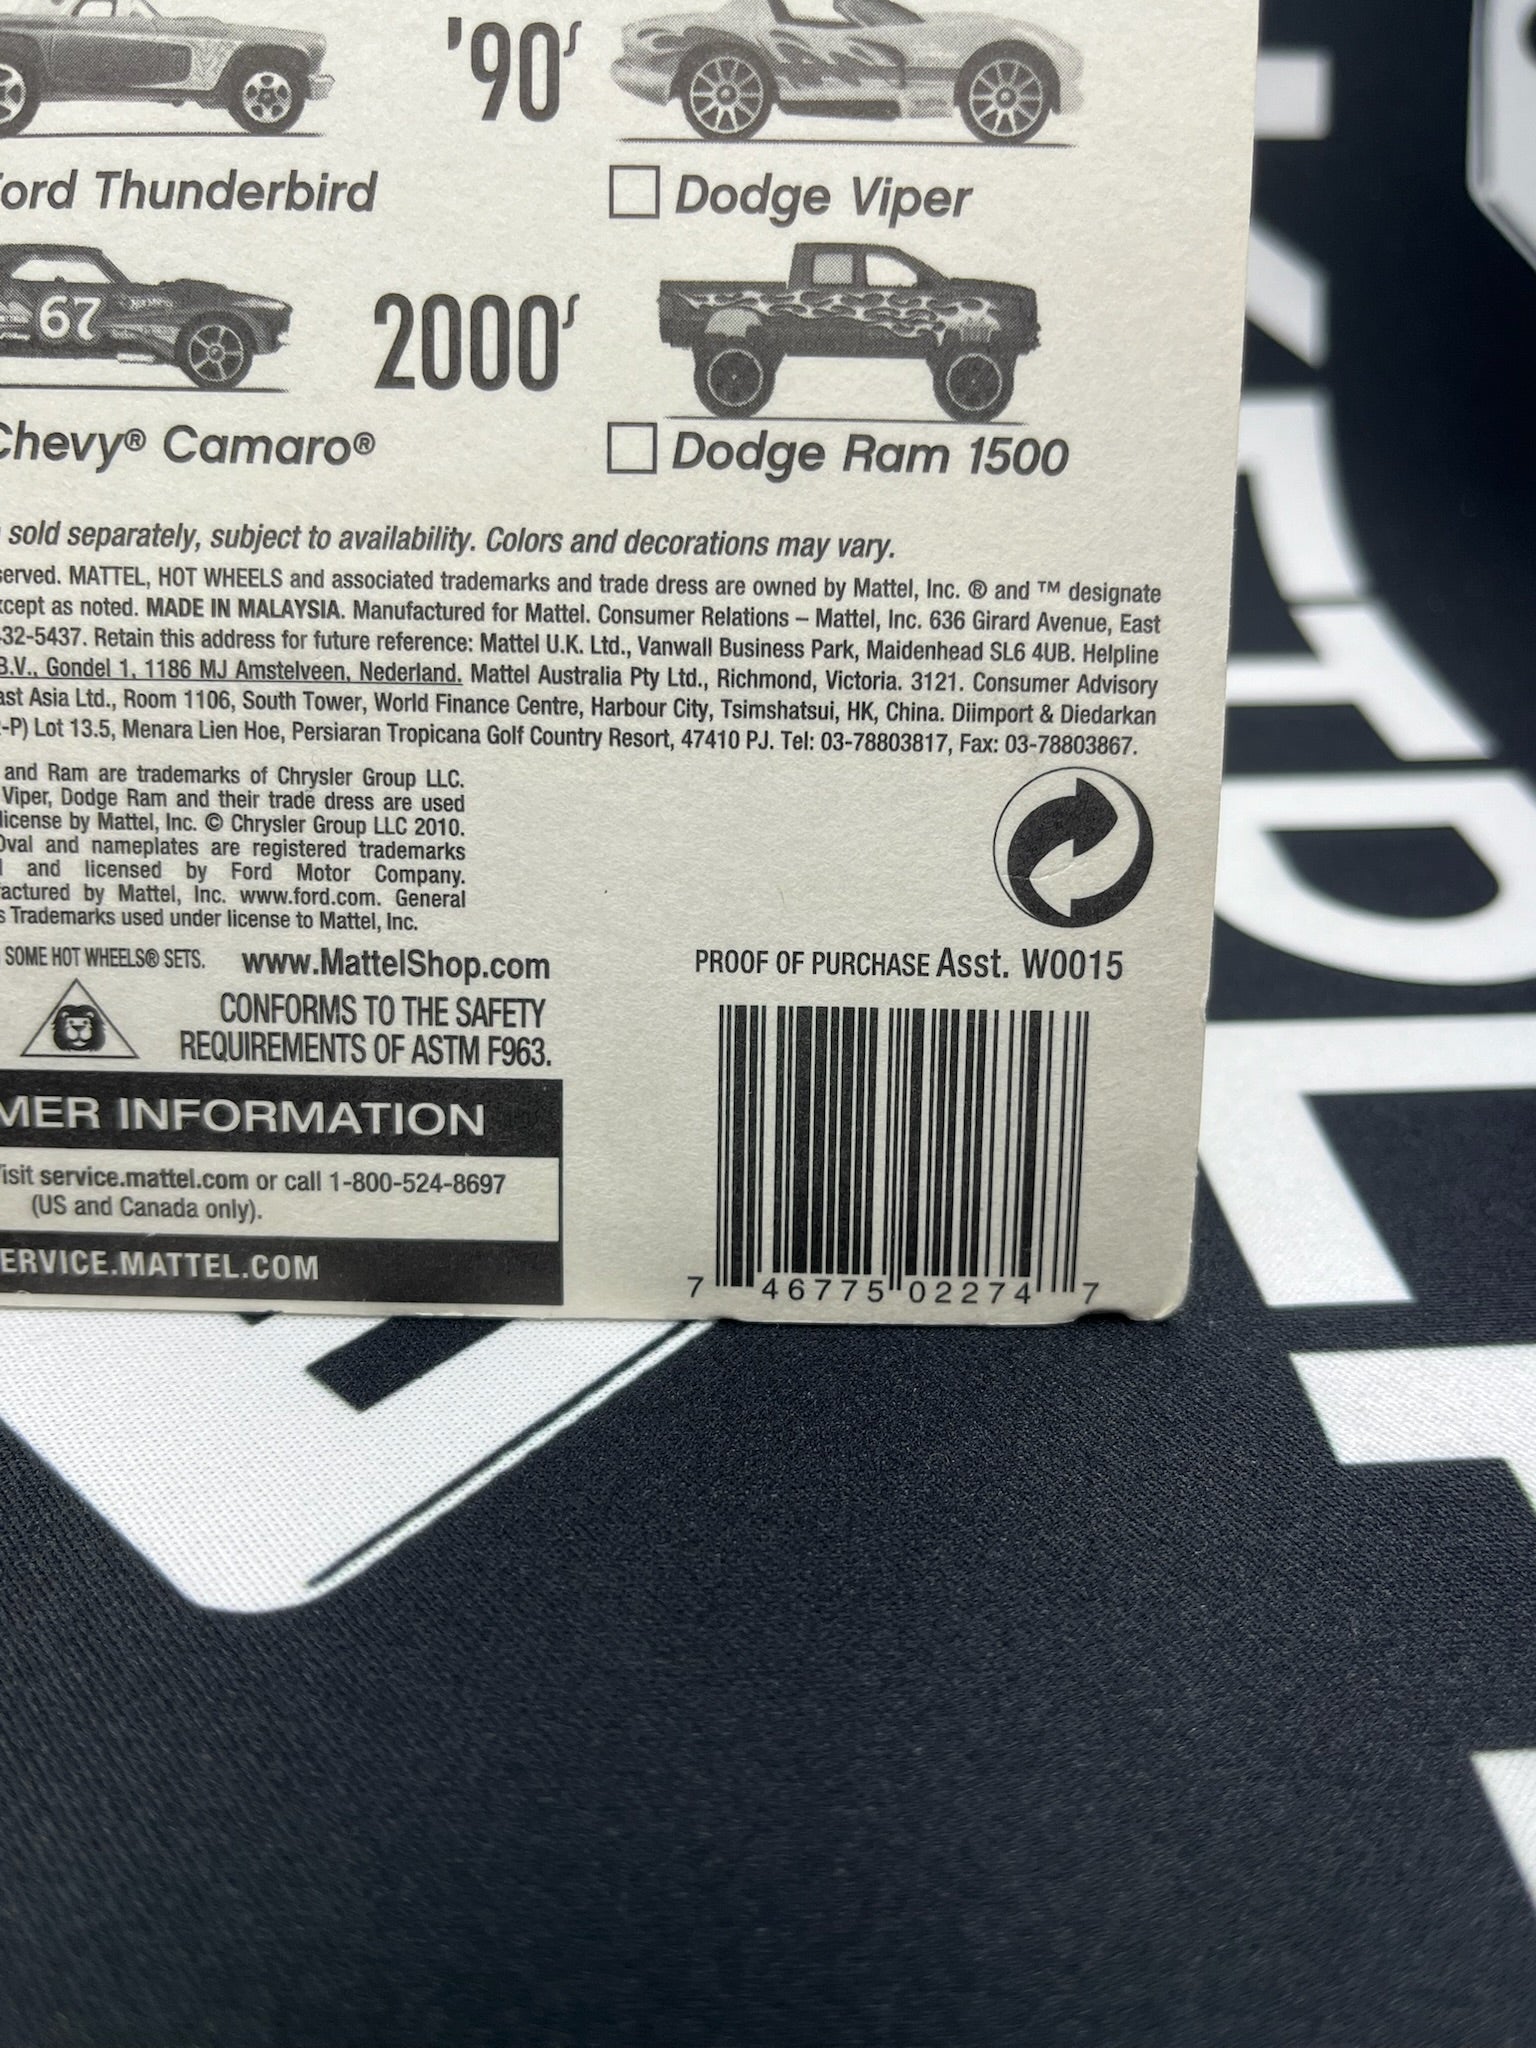 '90s
ord Thunderbird
Dodge Viper
67
2000s
Chevy® Camaro®
Dodge Ram 1500
sold separately, subject to availability. Colors and decorations may vary.
served. MATTEL, HOT WHEELS and associated trademarks and trade dress are owned by Mattel, Inc. ® and ™ designate
xcept as noted. MADE IN MALAYSIA. Manufactured for Mattel. Consumer Relations – Mattel, Inc. 636 Girard Avenue, East
432-5437. Retain this address for future reference: Mattel U.K. Ltd., Vanwall Business Park, Maidenhead SL6 4UB. Helpline
B.V., Gondel 1, 1186 MJ Amstelveen, Nederland. Mattel Australia Pty Ltd., Richmond, Victoria. 3121. Consumer Advisory
ast Asia Ltd., Room 1106, South Tower, World Finance Centre, Harbour City, Tsimshatsui, HK, China. Diimport & Diedarkan
-P) Lot 13.5, Menara Lien Hoe, Persiaran Tropicana Golf Country Resort, 47410 PJ. Tel: 03-78803817, Fax: 03-78803867.
and Ram are trademarks of Chrysler Group LLC.
Viper, Dodge Ram and their trade dress are used
license by Mattel, Inc. © Chrysler Group LLC 2010.
Oval and nameplates are registered trademarks
and licensed by Ford Motor Company.
factured by Mattel, Inc. www.ford.com. General
s Trademarks used under license to Mattel, Inc.
SOME HOT WHEELS® SETS. www.MattelShop.com
CONFORMS TO THE SAFETY
REQUIREMENTS OF ASTM F963.
MER INFORMATION
isit service.mattel.com or call 1-800-524-8697
(US and Canada only).
ERVICE.MATTEL.COM
PROOF OF PURCHASE Asst. W0015
7 46775 02274 7